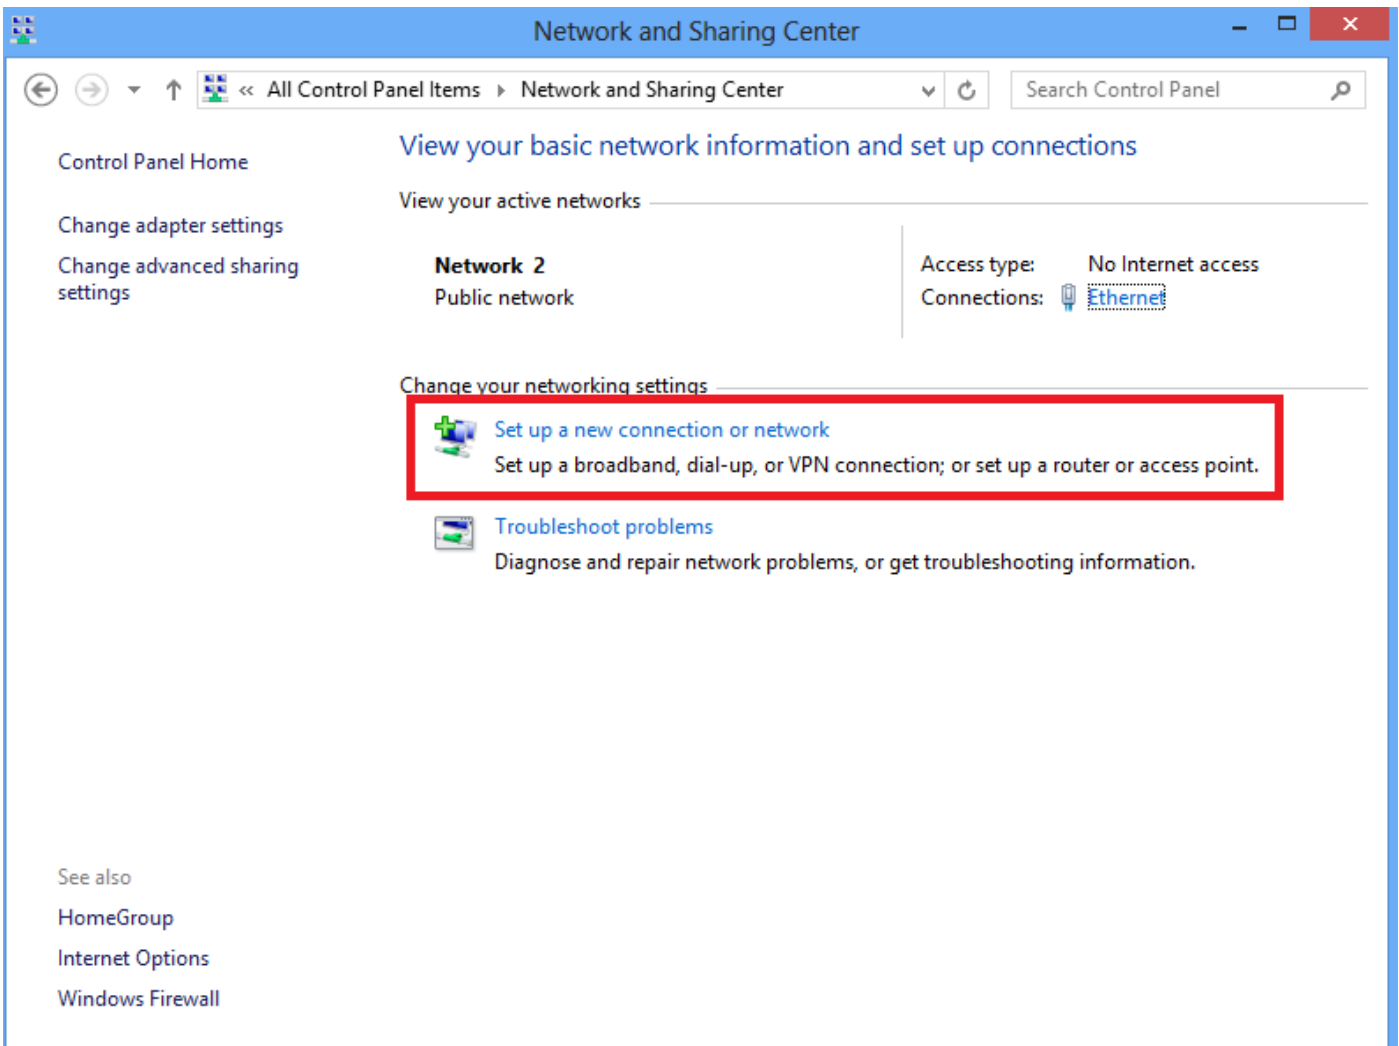 Network and Sharing Center
« All Control Panel Items Network and Sharing Center
Search Control Panel
Control Panel Home
Change adapter settings
Change advanced sharing
settings
View your basic network information and set up connections
View your active networks
Network 2
Public network
Access type: No Internet access
Connections: Ethernet
Change your networking settings
Set up a new connection or network
Set up a broadband, dial-up, or VPN connection; or set up a router or access point.
Troubleshoot problems
Diagnose and repair network problems, or get troubleshooting information.
See also
HomeGroup
Internet Options
Windows Firewall